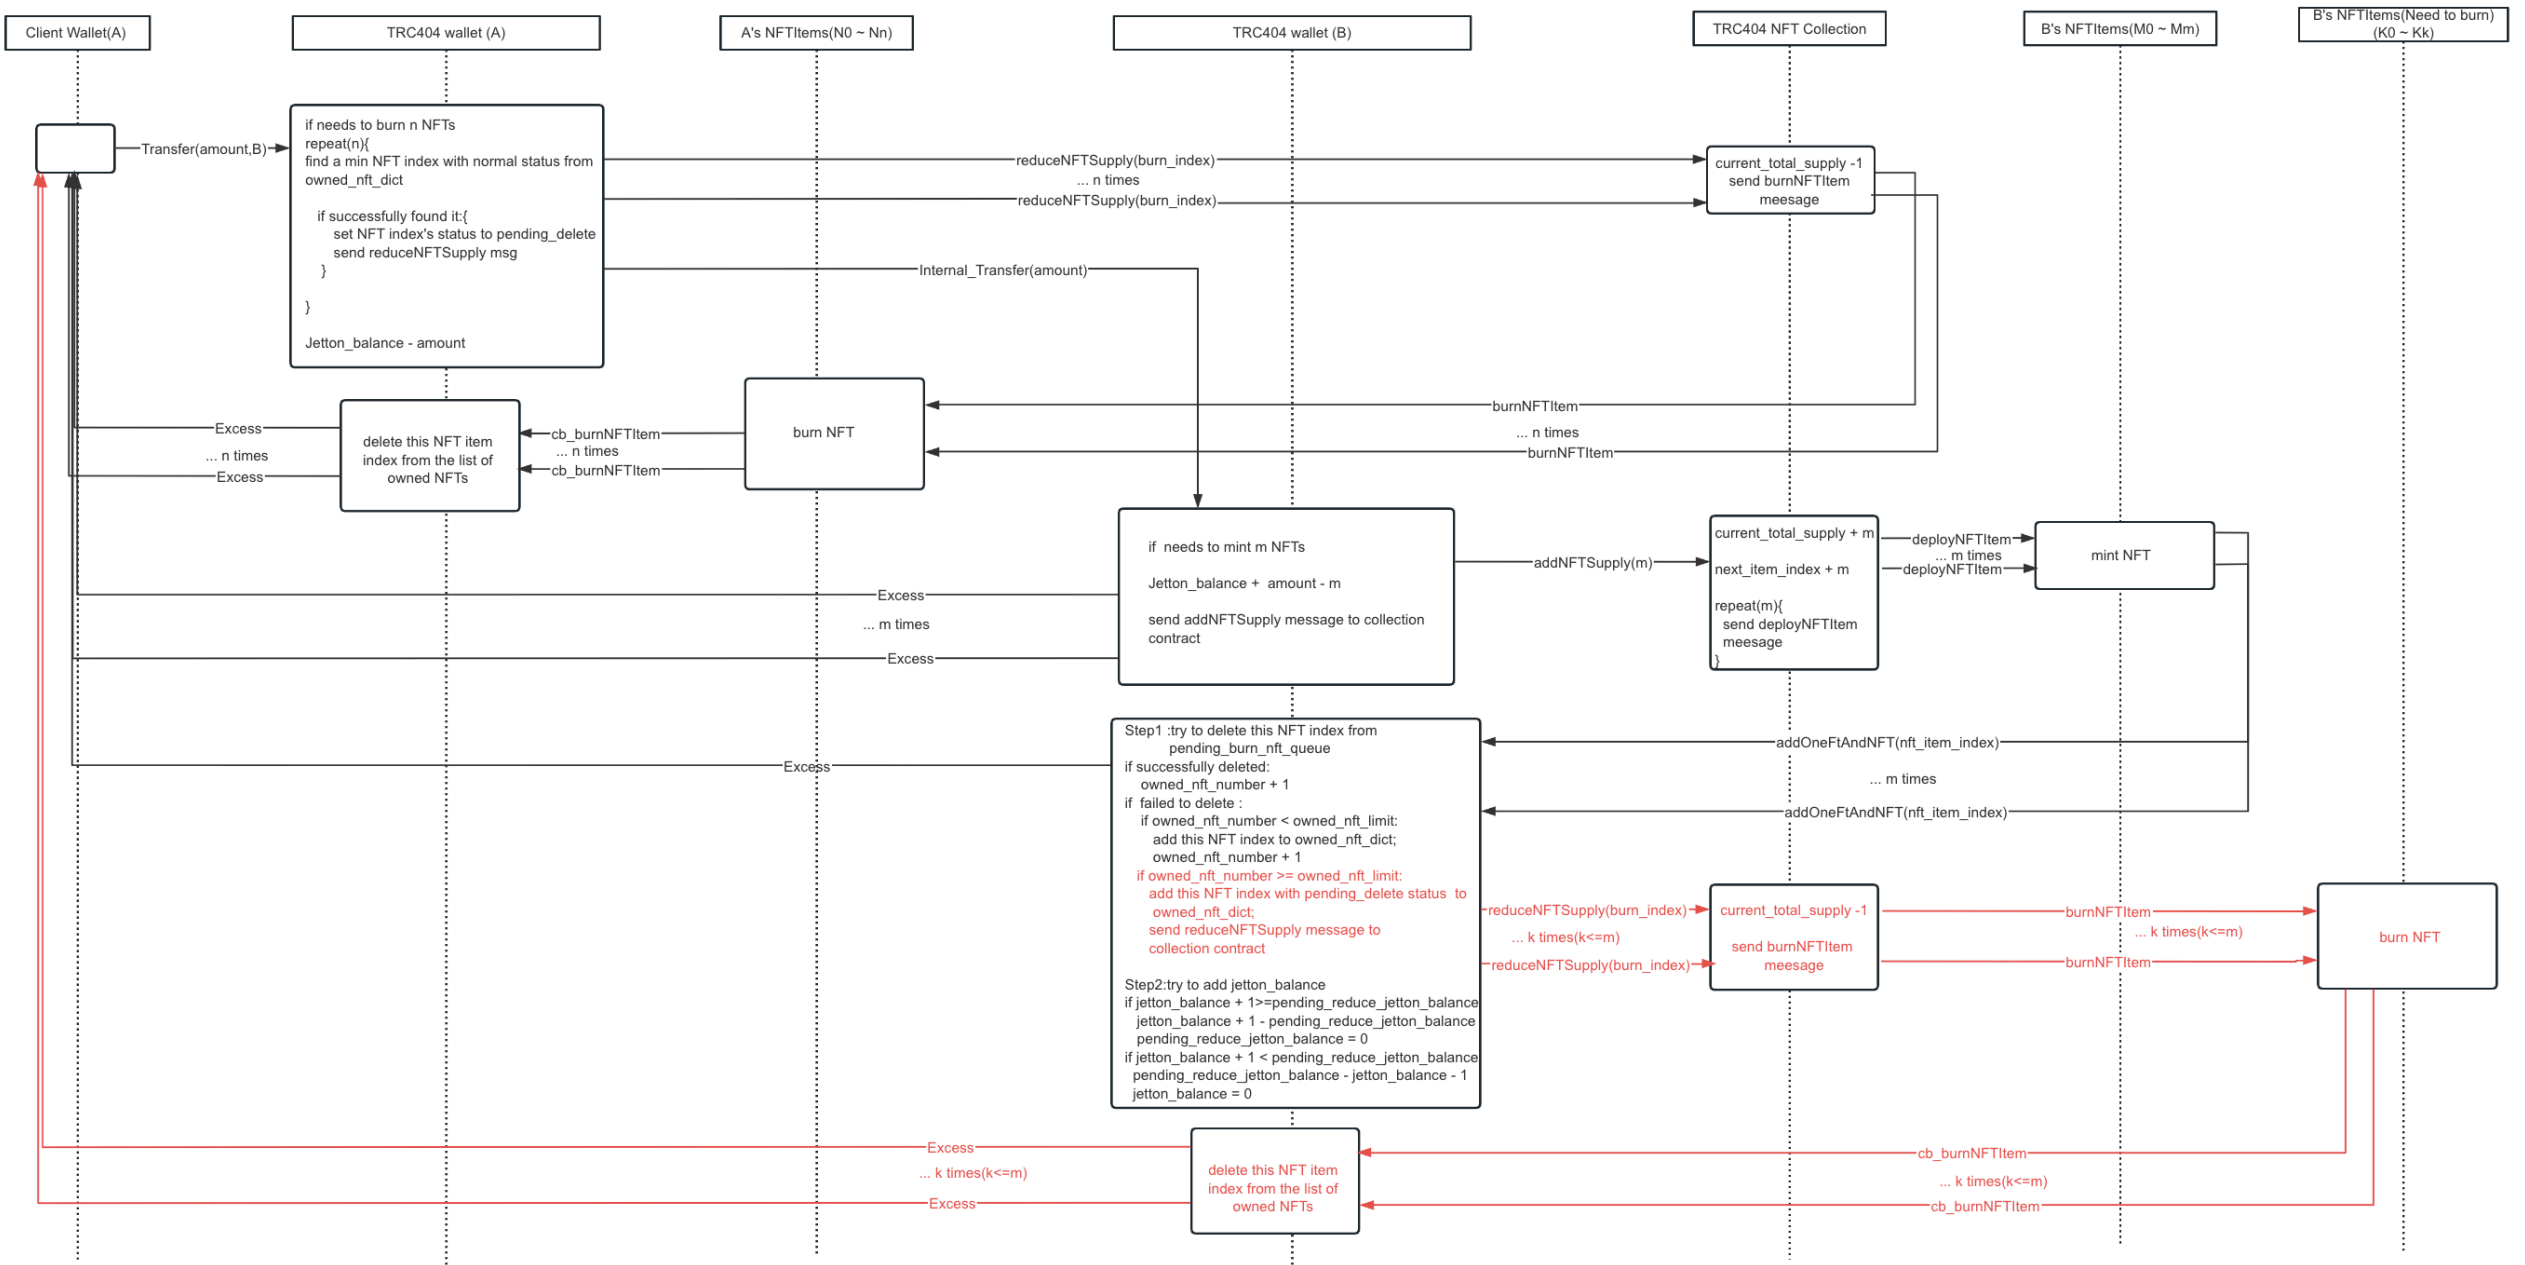 Client Wallet(A)
TRC404 wallet (A)
A's NFTItems(N0 ~ Nn)
TRC404 wallet (B)
TRC404 NFT Collection
B's NFTItems(M0 ~ Mm)
B's NFTItems(Need to burn)
(K0 ~ Kk)
Transfer(amount,B)
if needs to burn n NFTs
repeat(n){
find a min NFT index with normal status from
owned_nft_dict
if successfully found it:{
set NFT index's status to pending_delete
send reduceNFTSupply msg
}
}
Jetton_balance - amount
reduceNFTSupply(burn_index)
... n times
reduceNFTSupply(burn_index)
Internal_Transfer(amount)
current_total_supply -1
send burnNFTItem
meesage
burnNFTItem
... n times
burnNFTItem
burn NFT
cb_burnNFTItem
... n times
cb_burnNFTItem
delete this NFT item
index from the list of
owned NFTs
Excess
... n times
Excess
if  needs to mint m NFTs
Jetton_balance +  amount - m
send addNFTSupply message to collection
contract
addNFTSupply(m)
current_total_supply + m
next_item_index + m
repeat(m){
send deployNFTItem
meesage
}
deployNFTItem
... m times
deployNFTItem
mint NFT
Excess
... m times
Excess
addOneFtAndNFT(nft_item_index)
... m times
addOneFtAndNFT(nft_item_index)
Excess
Step1 :try to delete this NFT index from
pending_burn_nft_queue
if successfully deleted:
owned_nft_number + 1
if  failed to delete :
if owned_nft_number < owned_nft_limit:
add this NFT index to owned_nft_dict;
owned_nft_number + 1
if owned_nft_number >= owned_nft_limit:
add this NFT index with pending_delete status  to
owned_nft_dict;
send reduceNFTSupply message to
collection contract
Step2:try to add jetton_balance
if jetton_balance + 1>=pending_reduce_jetton_balance
jetton_balance + 1 - pending_reduce_jetton_balance
pending_reduce_jetton_balance = 0
if jetton_balance + 1 < pending_reduce_jetton_balance
pending_reduce_jetton_balance - jetton_balance - 1
jetton_balance = 0
reduceNFTSupply(burn_index)
... k times(k<=m)
reduceNFTSupply(burn_index)
current_total_supply -1
send burnNFTItem
meesage
burnNFTItem
... k times(k<=m)
burnNFTItem
burn NFT
cb_burnNFTItem
... k times(k<=m)
cb_burnNFTItem
delete this NFT item
index from the list of
owned NFTs
Excess
... k times(k<=m)
Excess